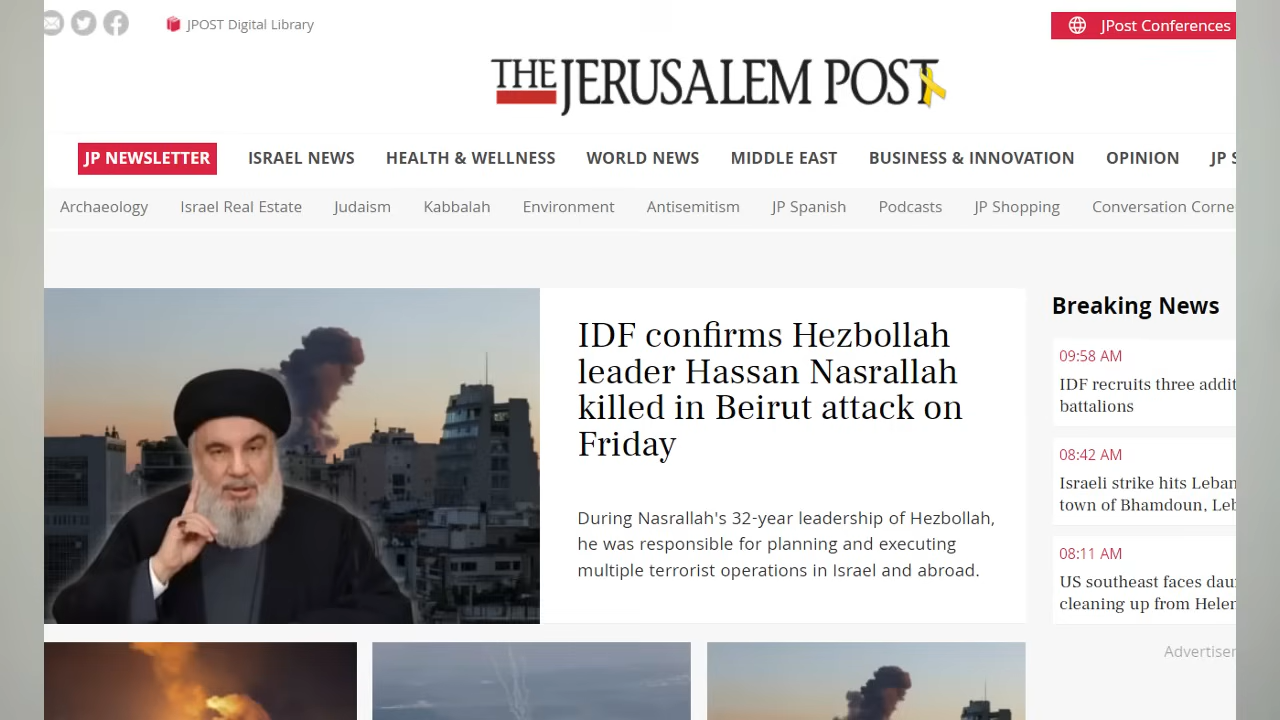 JPOST Digital Library
JPost Conferences
THE JERUSALEM POST
JP NEWSLETTER
ISRAEL NEWS
HEALTH & WELLNESS
WORLD NEWS
MIDDLE EAST
BUSINESS & INNOVATION
OPINION
JP
Archaeology
Israel Real Estate
Judaism
Kabbalah
Environment
Antisemitism
JP Spanish
Podcasts
JP Shopping
Conversation
IDF confirms Hezbollah
leader Hassan Nasrallah
killed in Beirut attack on
Friday
During Nasrallah's 32-year leadership of Hezbollah,
he was responsible for planning and executing
multiple terrorist operations in Israel and abroad.
Breaking News
09:58 AM
IDF recruits three
battalions
08:42 AM
Israeli strike hits
town of Bhamdoun,
08:11 AM
US southeast faces
cleaning up from